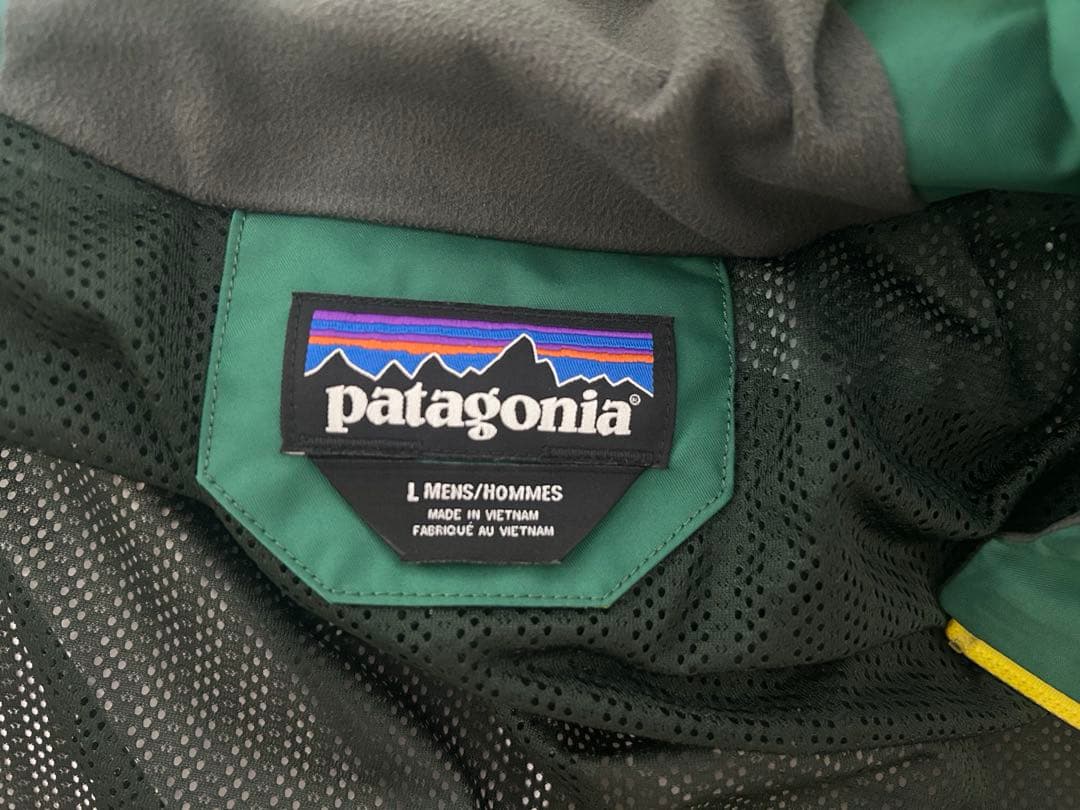 patagonia®
L MENS/HOMMES
MADE IN VIETNAM
FABRIQUÉ AU VIETNAM